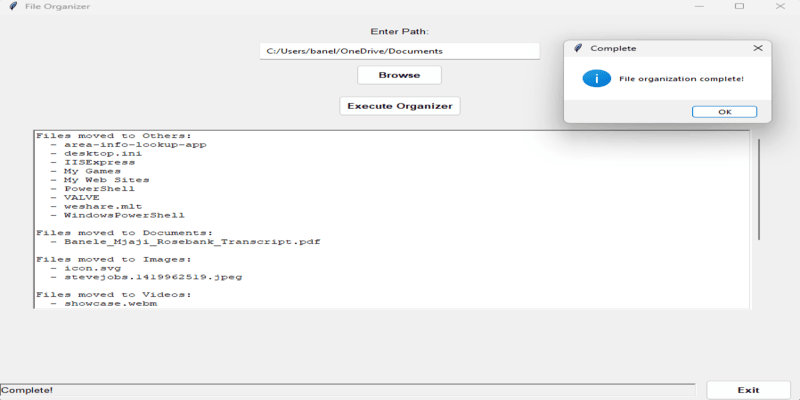 File Organizer
Enter Path:
C:/Users/banel/OneDrive/Documents
Browse
Execute Organizer
Complete
File organization complete!
OK
Files moved to Others:
- area-info-lookup-app
- desktop.ini
- IISExpress
- My Games
- My Web Sites
- PowerShell
- VALVE
- weshare.mlt
- WindowsPowerShell
Files moved to Documents:
- Banele_Mjaji_Rosebank_Transcript.pdf
Files moved to Images:
- icon.svg
- stevejobs.1419962519.jpeg
Files moved to Videos:
- showcase.webm
Complete!
Exit